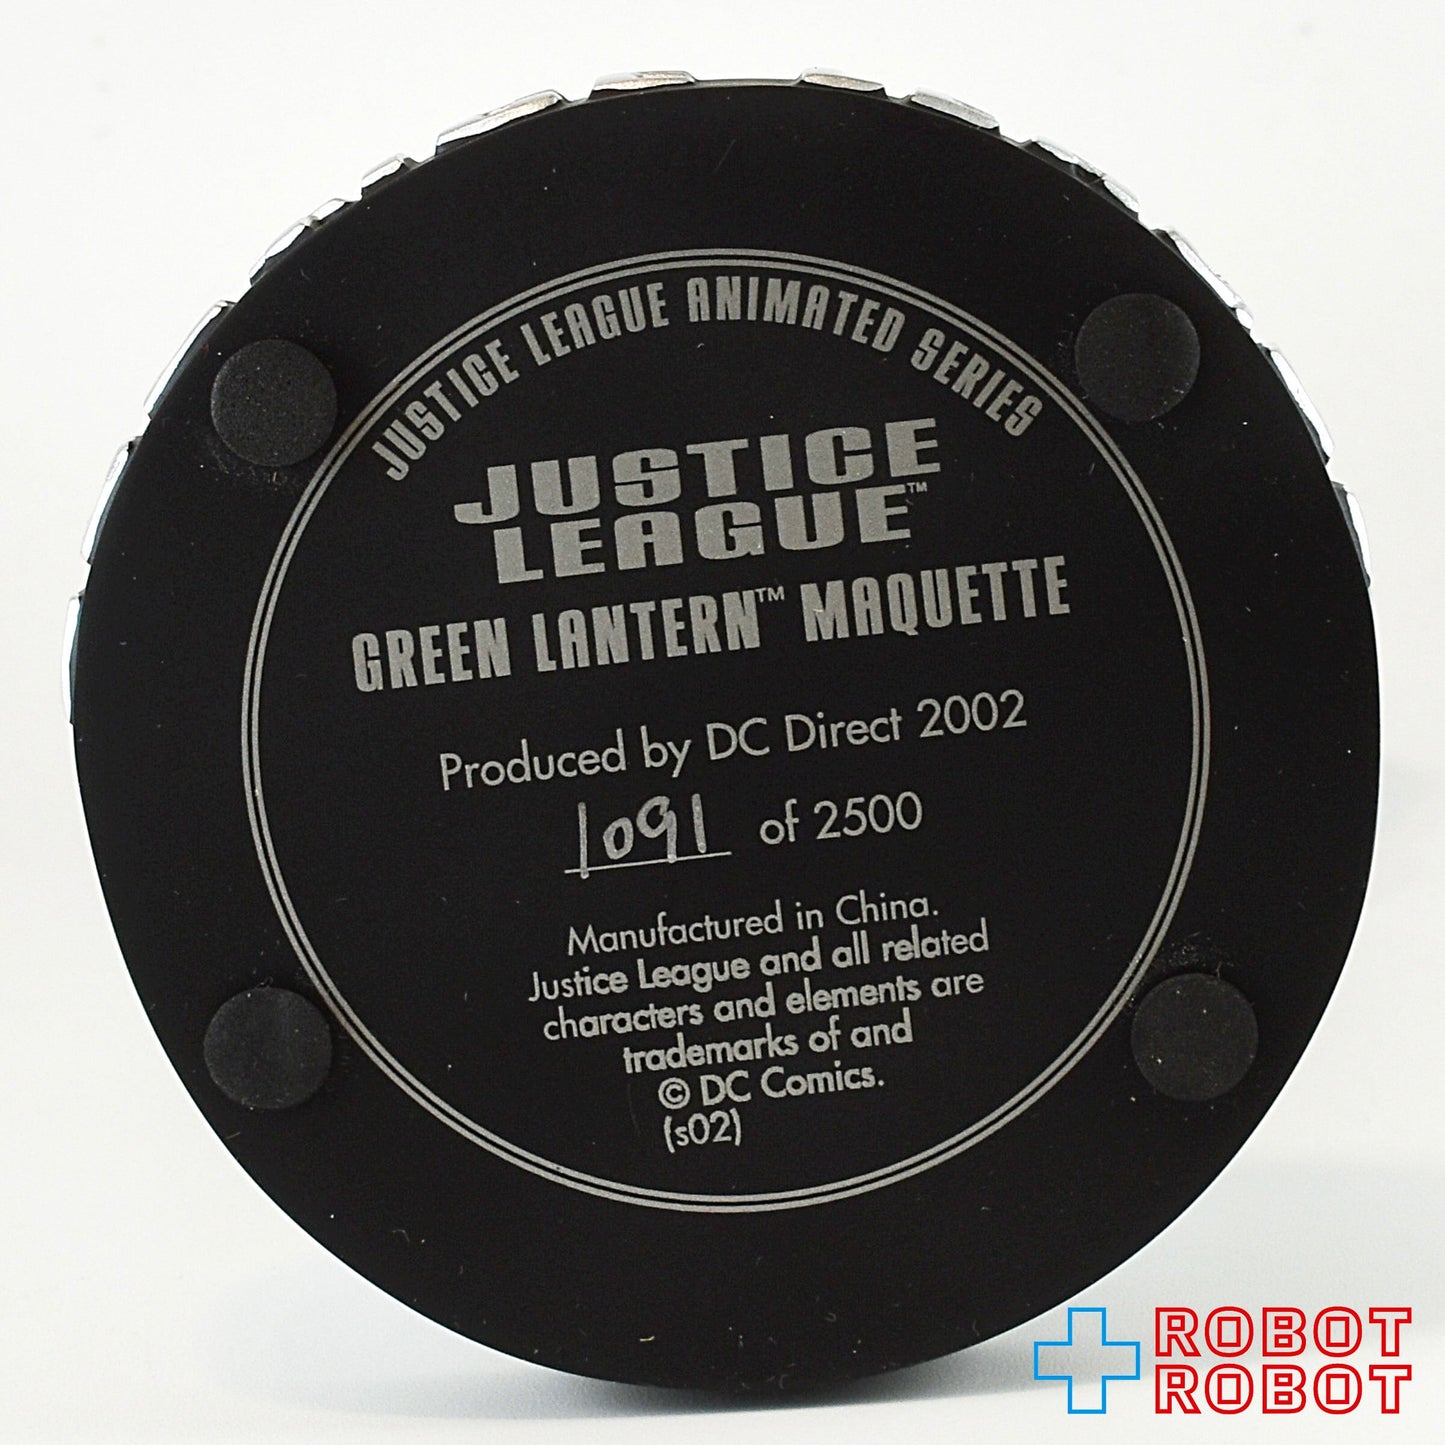 JUSTICE LEAGUE ANIMATED SERIES
JUSTICE
LEAGUE™
GREEN LANTERN™ MAQUETTE
Produced by DC Direct 2002
1091 of 2500
Manufactured in China.
Justice League and all related
characters and elements are
trademarks of and
© DC Comics.
(s02)
ROBOT
ROBOT